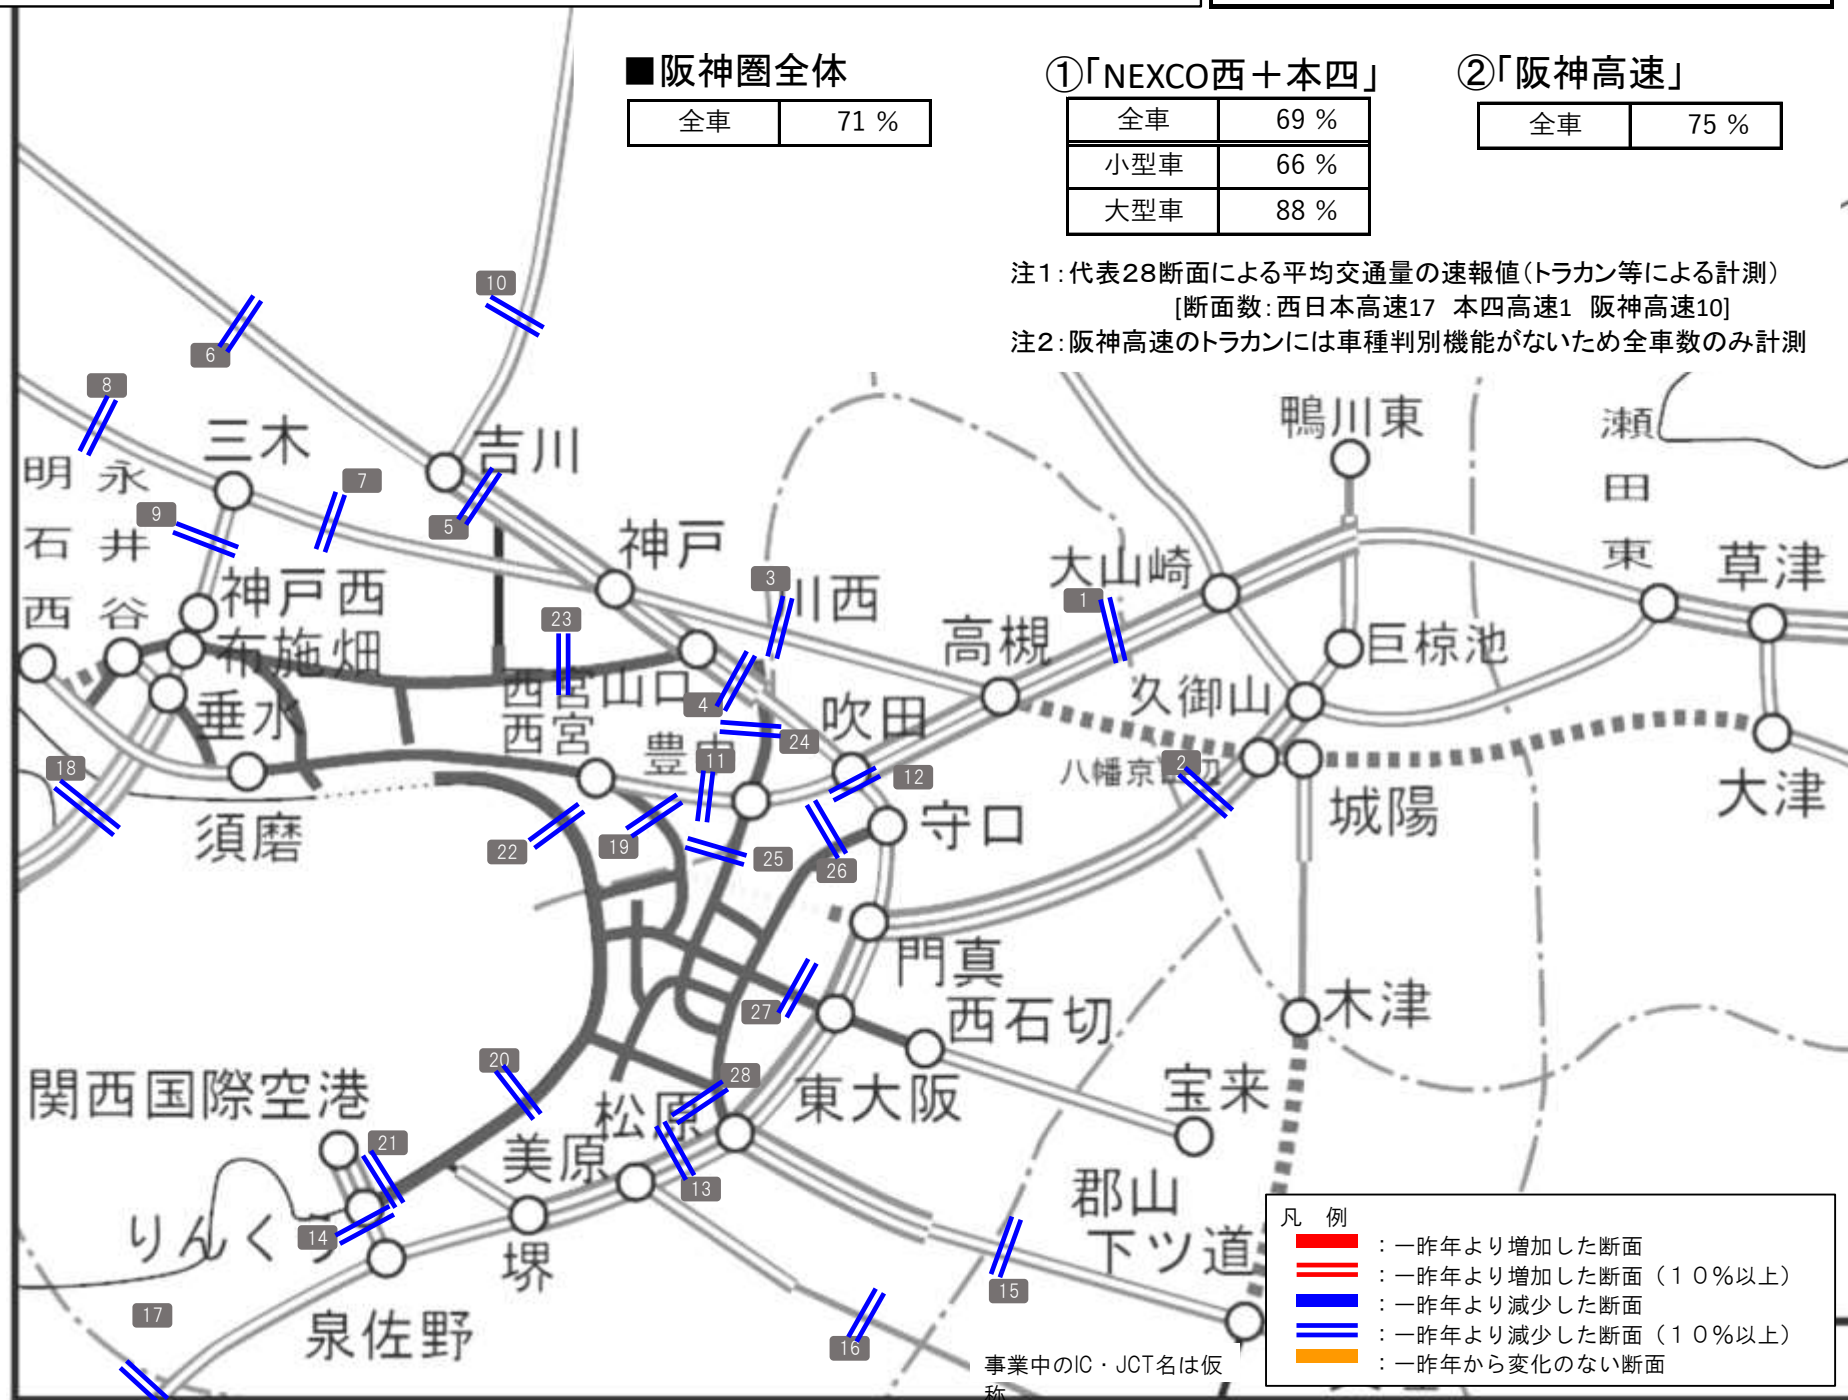 ■阪神圏全体
全車 71 %
①「NEXCO西＋本四」
全車 69 %
小型車 66 %
大型車 88 %
②「阪神高速」
全車 75 %
注1：代表28断面による平均交通量の速報値（トラカン等による計測）
[断面数：西日本高速17 本四高速1 阪神高速10]
注2：阪神高速のトラカンには車種判別機能がないため全車数のみ計測
10
6
8
三木
吉川
7
5
9
明石西
永井谷
神戸西
布施畑
垂水
18
須磨
神戸
23
西宮山口
西宮
3
川西
4
24
豊中
11
吹田
12
22
19
25
26
守口
高槻
1
大山崎
鴨川東
瀬田東
草津
巨椋池
久御山
八幡京田辺
2
城陽
大津
門真
西石切
27
木津
28
東大阪
宝来
20
松原
美原
13
関西国際空港
21
りんくう
14
堺
泉佐野
17
郡山
下ツ道
15
16
事業中のIC・JCT名は仮
称
凡 例
：一昨年より増加した断面
：一昨年より増加した断面（１０％以上）
：一昨年より減少した断面
：一昨年より減少した断面（１０％以上）
：一昨年から変化のない断面